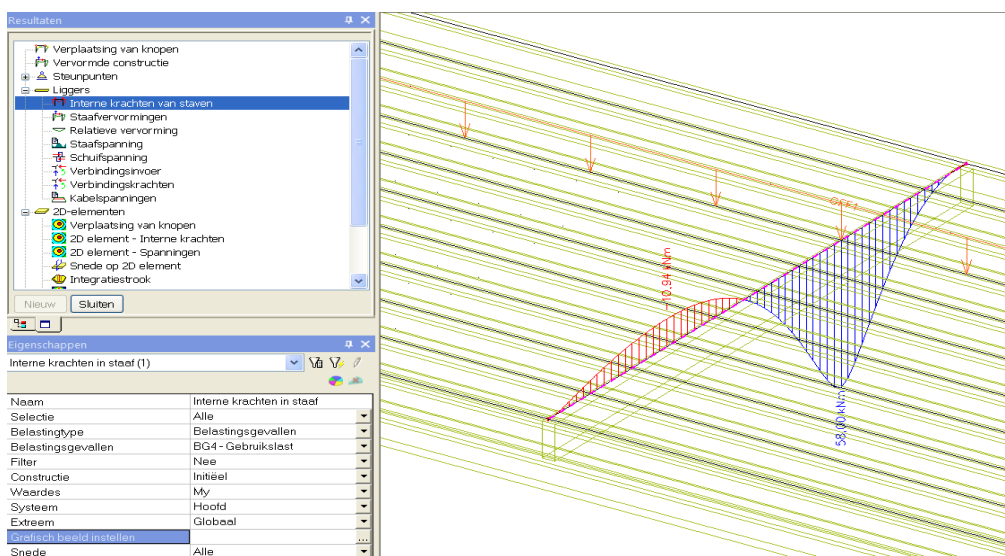 Resultaten
Verplaatsing van knopen
Vervormde constructie
Steunpunten
Liggers
Interne krachten van staven
Staafvervormingen
Relatieve vervorming
Staafspanning
Schuifspanning
Verbindingsinvoer
Verbindingskrachten
Kabelspanningen
2D-elementen
Verplaatsing van knopen
2D element - Interne krachten
2D element - Spanningen
Snede op 2D element
Integratiestrook
Nieuw Sluiten
Eigenschappen
Interne krachten in staaf (1)
Naam Interne krachten in staaf
Selectie Alle
Belastingtype Belastingsgevallen
Belastingsgevallen BG4 - Gebruikslast
Filter Nee
Constructie Initiëel
Waardes My
Systeem Hoofd
Extreem Globaal
Grafisch beeld instellen ...
Snede Alle
-10.94 kNm
58.00 kNm